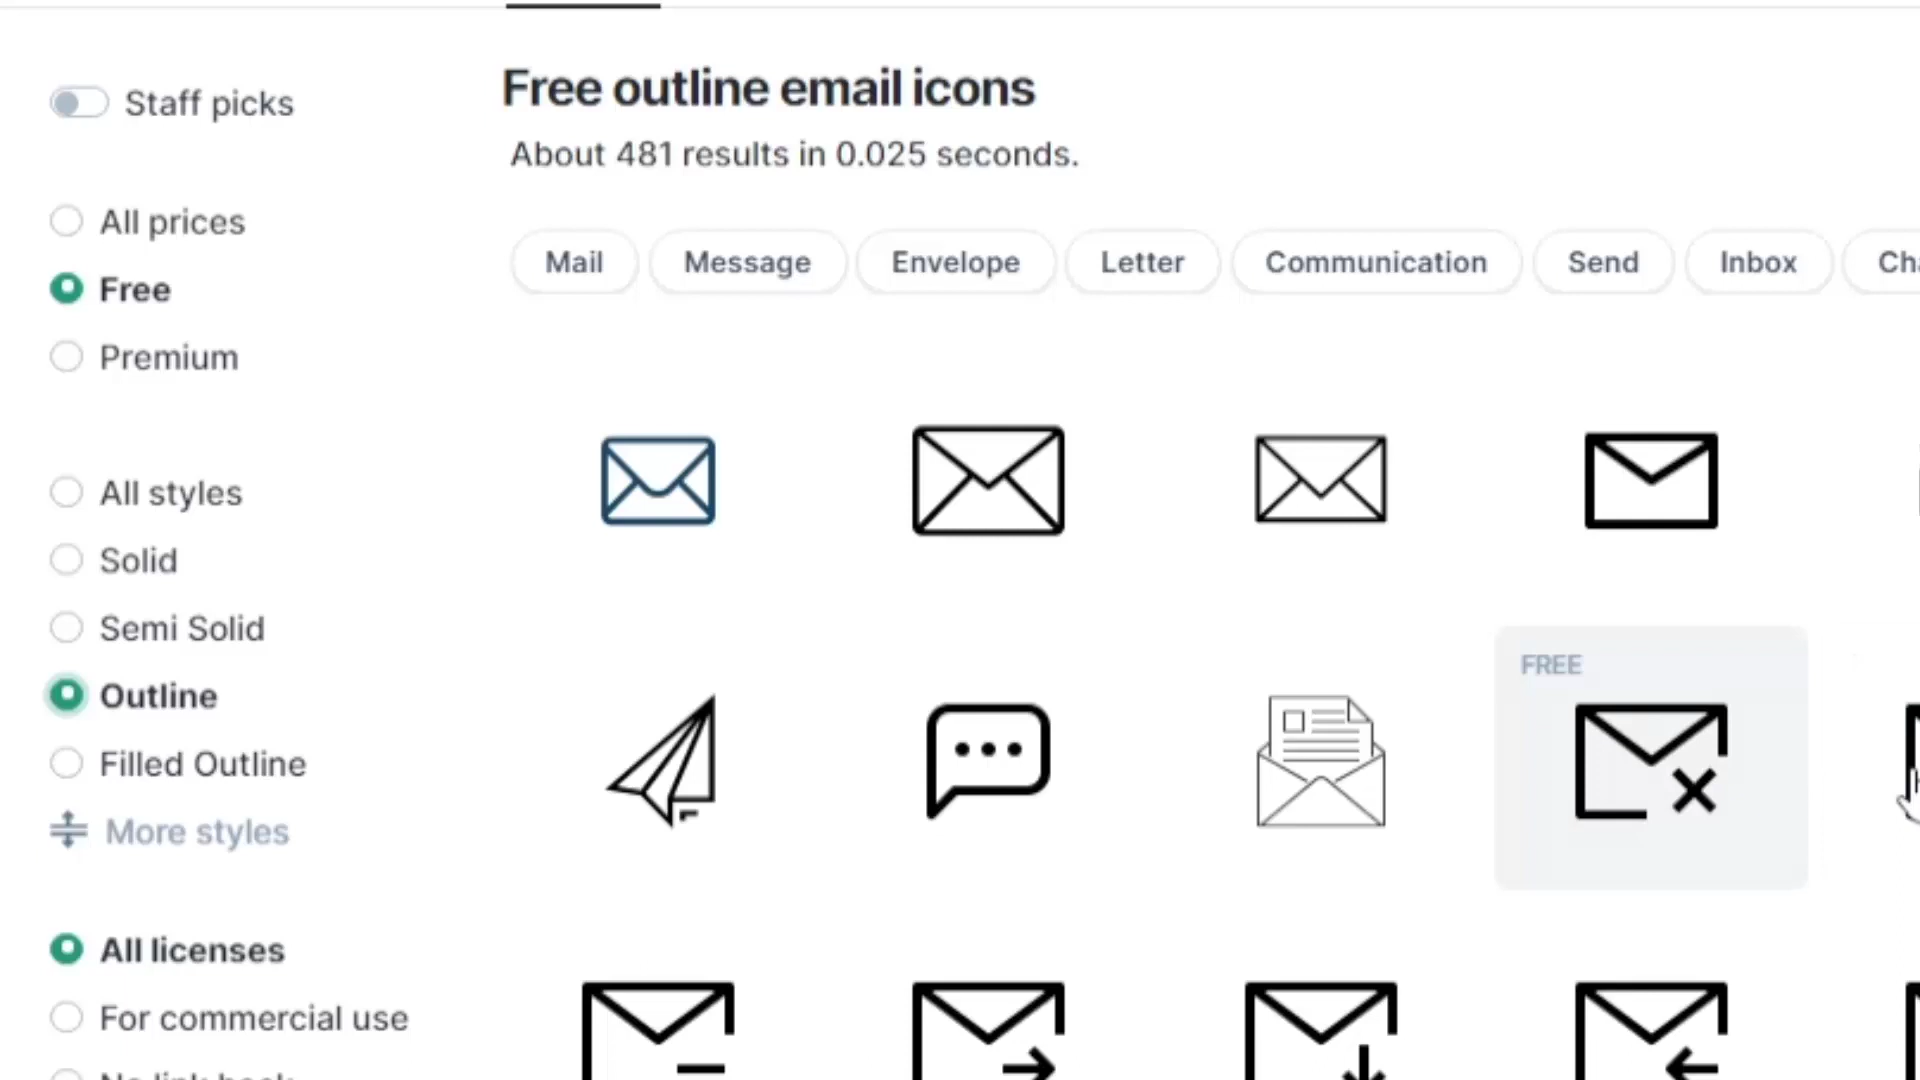 Staff picks
All prices
Free
Premium
All styles
Solid
Semi Solid
Outline
Filled Outline
More styles
All licenses
For commercial use
Free outline email icons
About 481 results in 0.025 seconds.
Mail
Message
Envelope
Letter
Communication
Send
Inbox
FREE